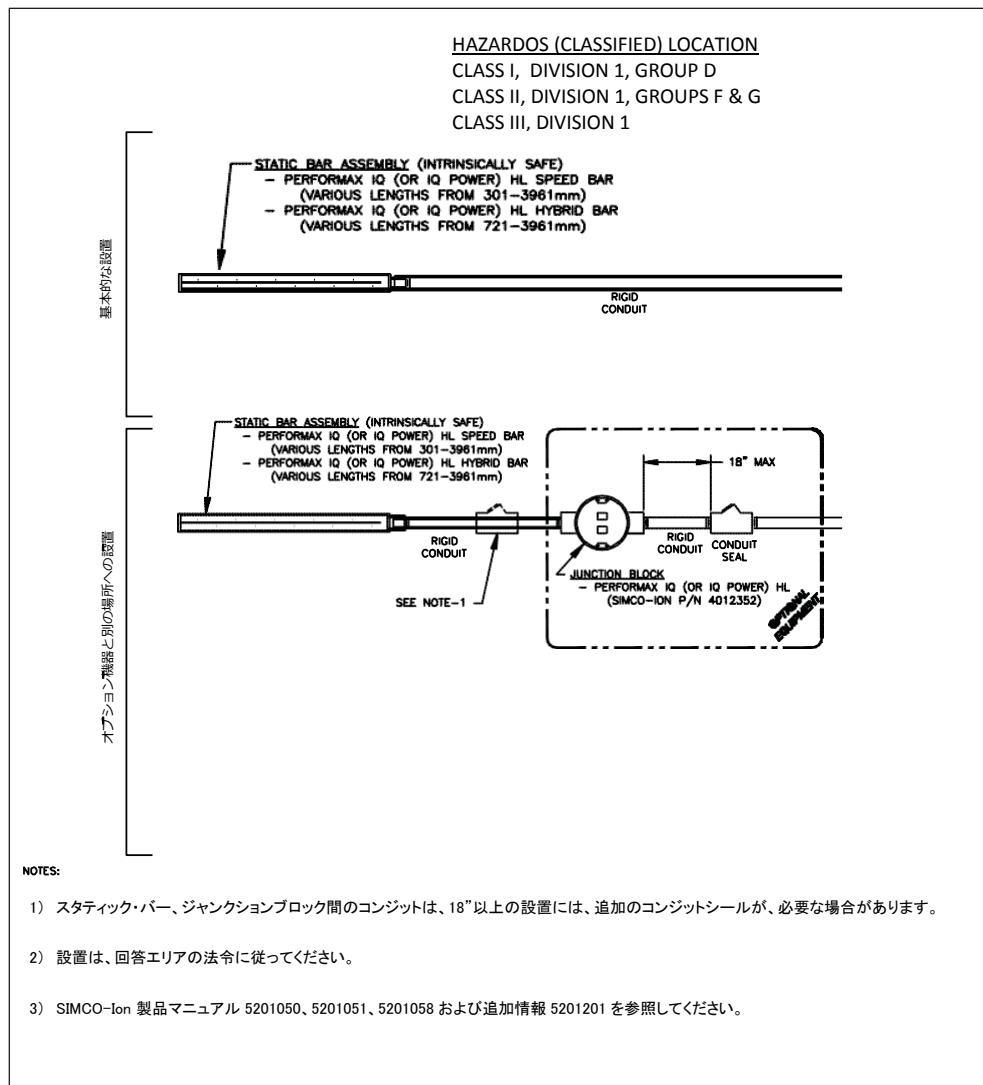 HAZARDOS (CLASSIFIED) LOCATION
CLASS I, DIVISION 1, GROUP D
CLASS II, DIVISION 1, GROUPS F & G
CLASS III, DIVISION 1
基本的な設置
STATIC BAR ASSEMBLY (INTRINSICALLY SAFE)
- PERFORMAX IQ (OR IQ POWER) HL SPEED BAR
(VARIOUS LENGTHS FROM 301-3961mm)
- PERFORMAX IQ (OR IQ POWER) HL HYBRID BAR
(VARIOUS LENGTHS FROM 721-3961mm)
RIGID
CONDUIT
オプション機器と別の場所への設置
STATIC BAR ASSEMBLY (INTRINSICALLY SAFE)
- PERFORMAX IQ (OR IQ POWER) HL SPEED BAR
(VARIOUS LENGTHS FROM 301-3961mm)
- PERFORMAX IQ (OR IQ POWER) HL HYBRID BAR
(VARIOUS LENGTHS FROM 721-3961mm)
18" MAX
RIGID
CONDUIT
RIGID
CONDUIT
CONDUIT
SEAL
SEE NOTE-1
JUNCTION BLOCK
- PERFORMAX IQ (OR IQ POWER) HL
(SIMCO-ION P/N 4012352)
OPTIONAL
EQUIPMENT
NOTES:
1) スタティック・バー、ジャンクションブロック間のコンジットは、18”以上の設置には、追加のコンジットシールが、必要な場合があります。
2) 設置は、回答エリアの法令に従ってください。
3) SIMCO-Ion 製品マニュアル 5201050、5201051、5201058 および追加情報 5201201 を参照してください。